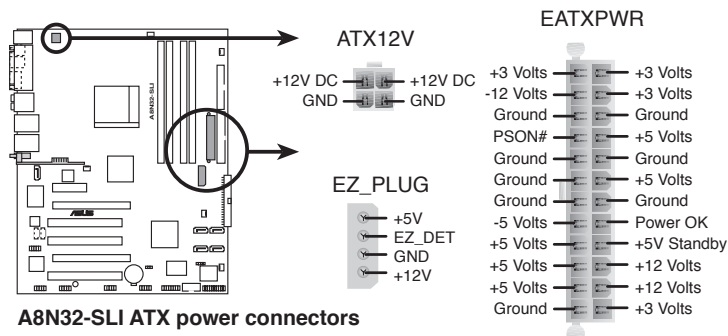 EATXPWR
ATX12V
+12V DC
+12V DC
GND
GND
A8N32-SLI
ASUS
EZ_PLUG
+5V
EZ_DET
GND
+12V
+3 Volts
+3 Volts
-12 Volts
+3 Volts
Ground
Ground
PSON#
+5 Volts
Ground
Ground
Ground
+5 Volts
Ground
Ground
-5 Volts
Power OK
+5 Volts
+5V Standby
+5 Volts
+12 Volts
+5 Volts
+12 Volts
Ground
+3 Volts
A8N32-SLI ATX power connectors